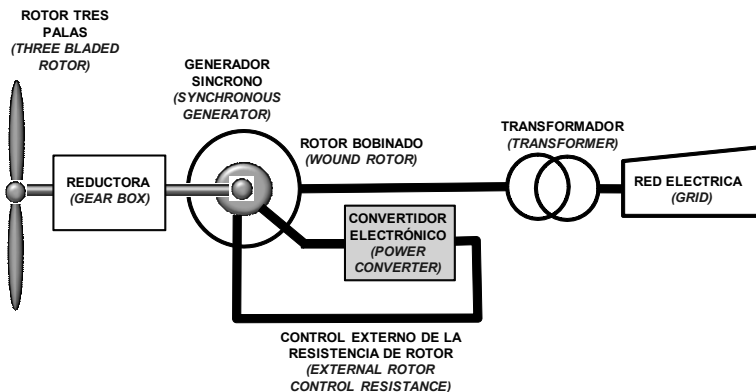 ROTOR TRES
PALAS
(THREE BLADED
ROTOR)
GENERADOR
SINCRONO
(SYNCHRONOUS
GENERATOR)
ROTOR BOBINADO
(WOUND ROTOR)
TRANSFORMADOR
(TRANSFORMER)
REDUCTORA
(GEAR BOX)
RED ELECTRICA
(GRID)
CONVERTIDOR
ELECTRÓNICO
(POWER
CONVERTER)
CONTROL EXTERNO DE LA
RESISTENCIA DE ROTOR
(EXTERNAL ROTOR
CONTROL RESISTANCE)